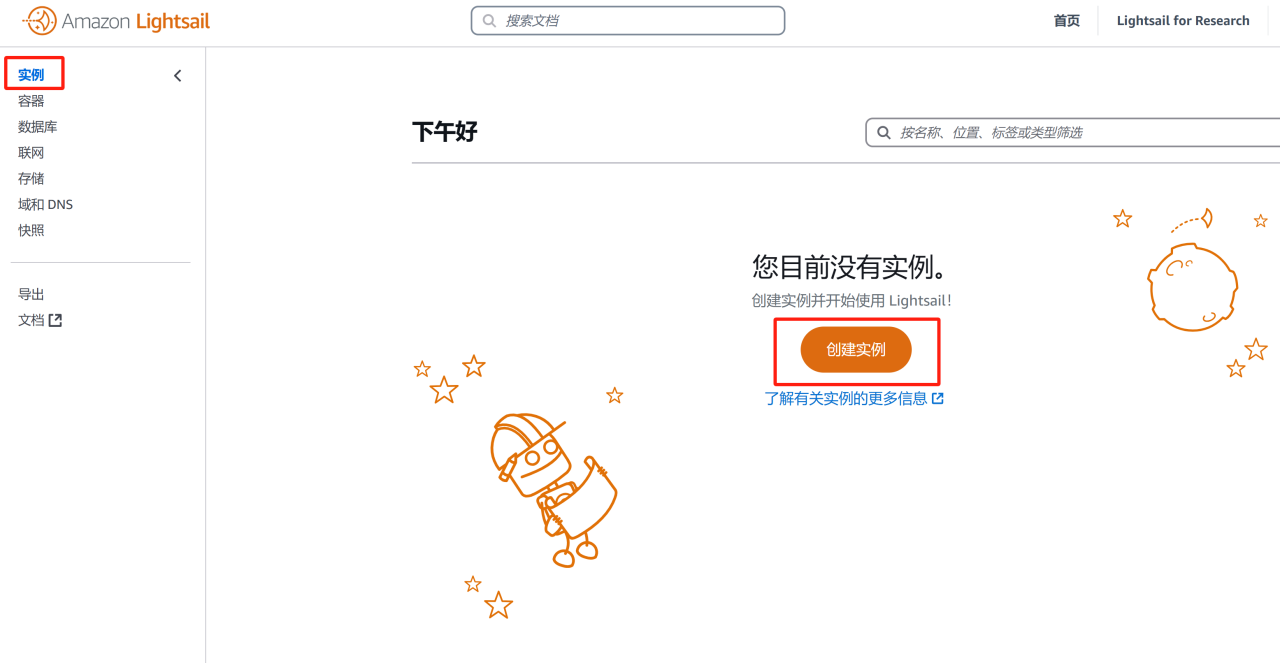 Amazon Lightsail
搜索文档
首页
Lightsail for Research
实例
容器
数据库
联网
存储
域和 DNS
快照
导出
文档
下午好
按名称、位置、标签或类型筛选
您目前没有实例。
创建实例并开始使用 Lightsail！
创建实例
了解有关实例的更多信息